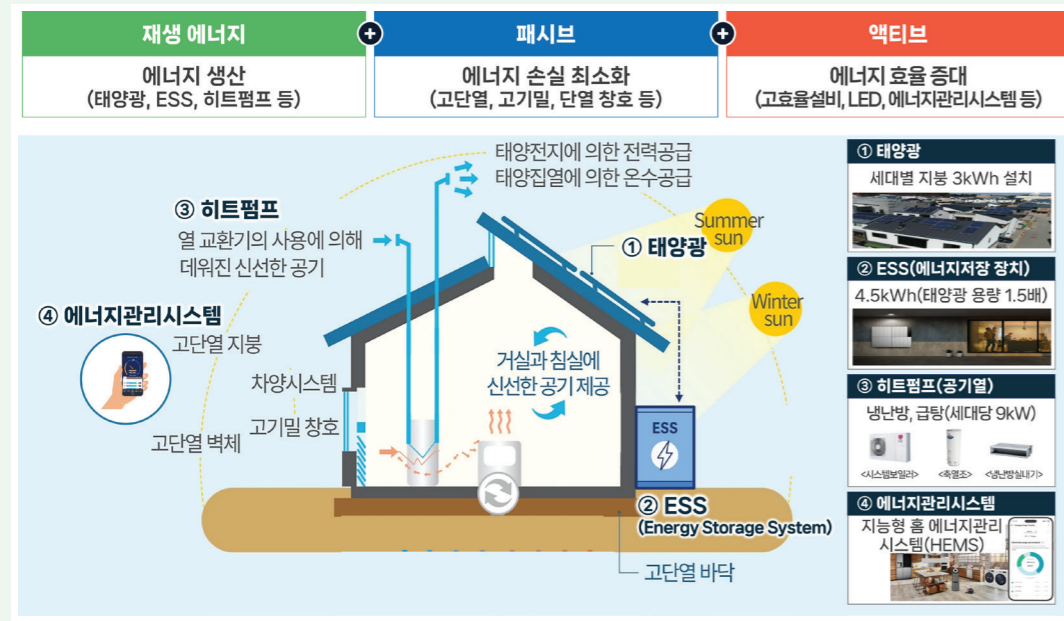 재생 에너지
에너지 생산
(태양광, ESS, 히트펌프 등)
+
패시브
에너지 손실 최소화
(고단열, 고기밀, 단열 창호 등)
+
액티브
에너지 효율 증대
(고효율설비, LED, 에너지관리시스템 등)
태양전지에 의한 전력공급
태양집열에 의한 온수공급
③ 히트펌프
열 교환기의 사용에 의해
데워진 신선한 공기
① 태양광
Summer
sun
Winter
sun
④ 에너지관리시스템
고단열 지붕
차양시스템
고기밀 창호
고단열 벽체
거실과 침실에
신선한 공기 제공
ESS
② ESS
(Energy Storage System)
고단열 바닥
① 태양광
세대별 지붕 3kWh 설치
② ESS(에너지저장 장치)
4.5kWh(태양광 용량 1.5배)
③ 히트펌프(공기열)
냉난방, 급탕(세대당 9kW)
<시스템보일러>
<축열조>
<냉난방실내기>
④ 에너지관리시스템
지능형 홈 에너지관리
시스템(HEMS)